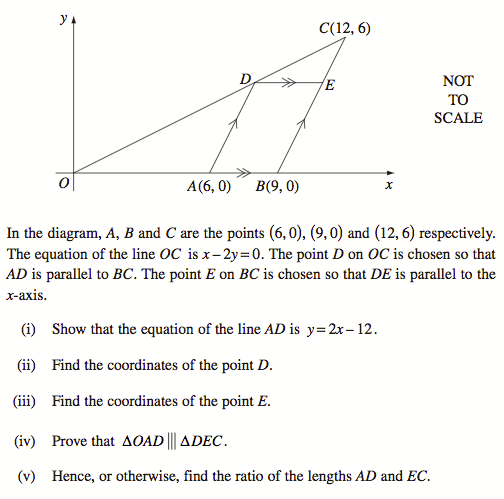 y
C(12, 6)
D
E
NOT
TO
SCALE
O
A(6, 0)
B(9, 0)
x
In the diagram, A, B and C are the points (6, 0), (9, 0) and (12, 6) respectively.
The equation of the line OC is x – 2y = 0. The point D on OC is chosen so that
AD is parallel to BC. The point E on BC is chosen so that DE is parallel to the
x-axis.
(i) Show that the equation of the line AD is y = 2x – 12.
(ii) Find the coordinates of the point D.
(iii) Find the coordinates of the point E.
(iv) Prove that ΔOAD ||| ΔDEC.
(v) Hence, or otherwise, find the ratio of the lengths AD and EC.